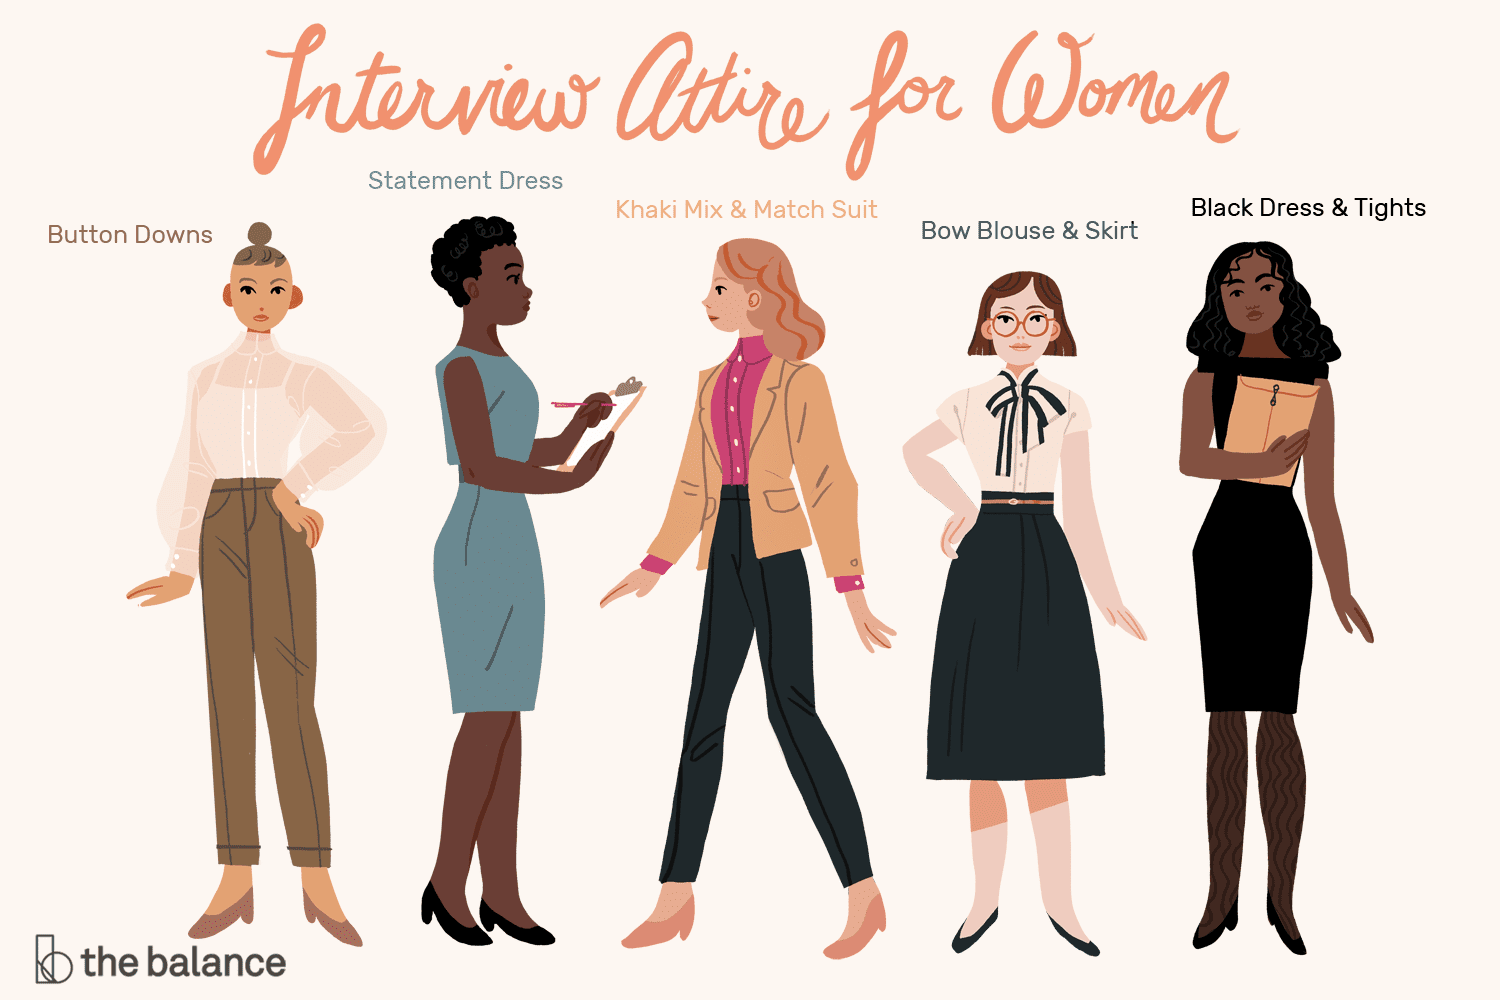 Interview Attire for Women
Statement Dress
Khaki Mix & Match Suit
Black Dress & Tights
Button Downs
Bow Blouse & Skirt
the balance